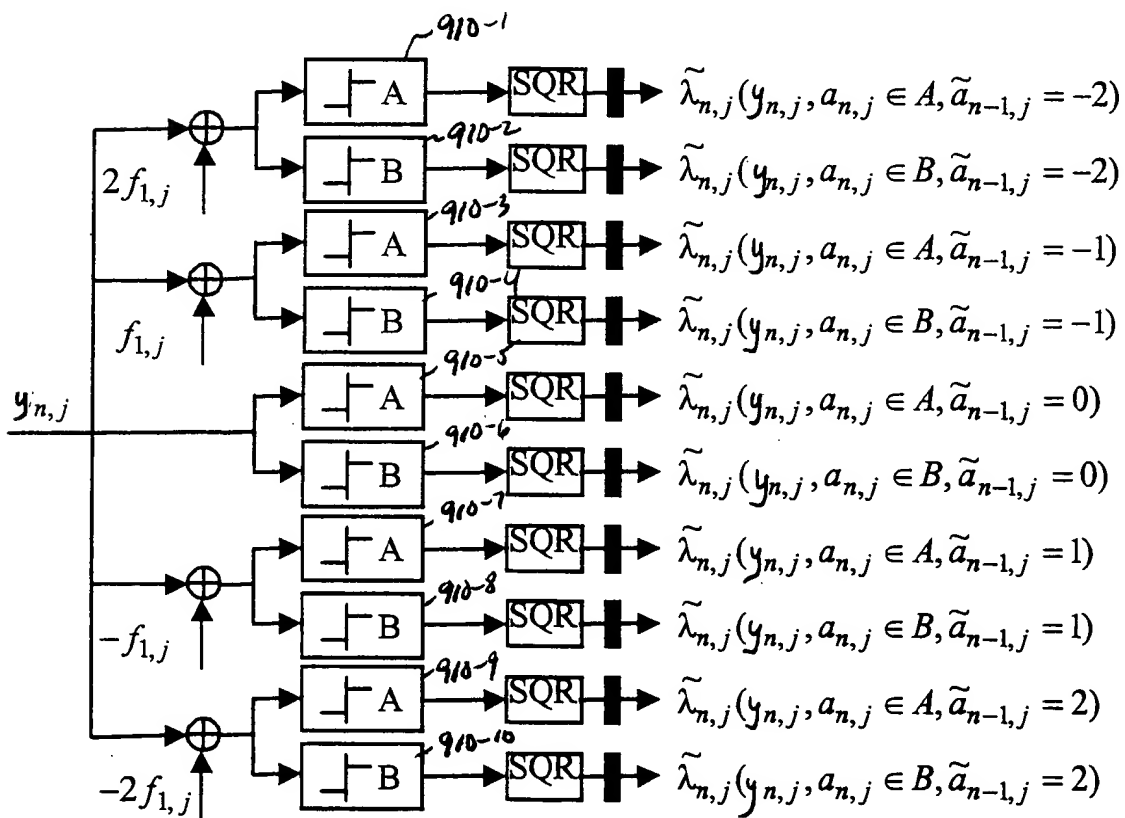 910-1
A SQR λ̃n,j(yn,j, an,j ∈ A, ãn−1,j = −2)
910-2
2f1,j
B SQR λ̃n,j(yn,j, an,j ∈ B, ãn−1,j = −2)
910-3
A SQR λ̃n,j(yn,j, an,j ∈ A, ãn−1,j = −1)
910-4
f1,j
B SQR λ̃n,j(yn,j, an,j ∈ B, ãn−1,j = −1)
910-5
A SQR λ̃n,j(yn,j, an,j ∈ A, ãn−1,j = 0)
yn,j
910-6
B SQR λ̃n,j(yn,j, an,j ∈ B, ãn−1,j = 0)
910-7
A SQR λ̃n,j(yn,j, an,j ∈ A, ãn−1,j = 1)
910-8
−f1,j
B SQR λ̃n,j(yn,j, an,j ∈ B, ãn−1,j = 1)
910-9
A SQR λ̃n,j(yn,j, an,j ∈ A, ãn−1,j = 2)
910-10
−2f1,j
B SQR λ̃n,j(yn,j, an,j ∈ B, ãn−1,j = 2)